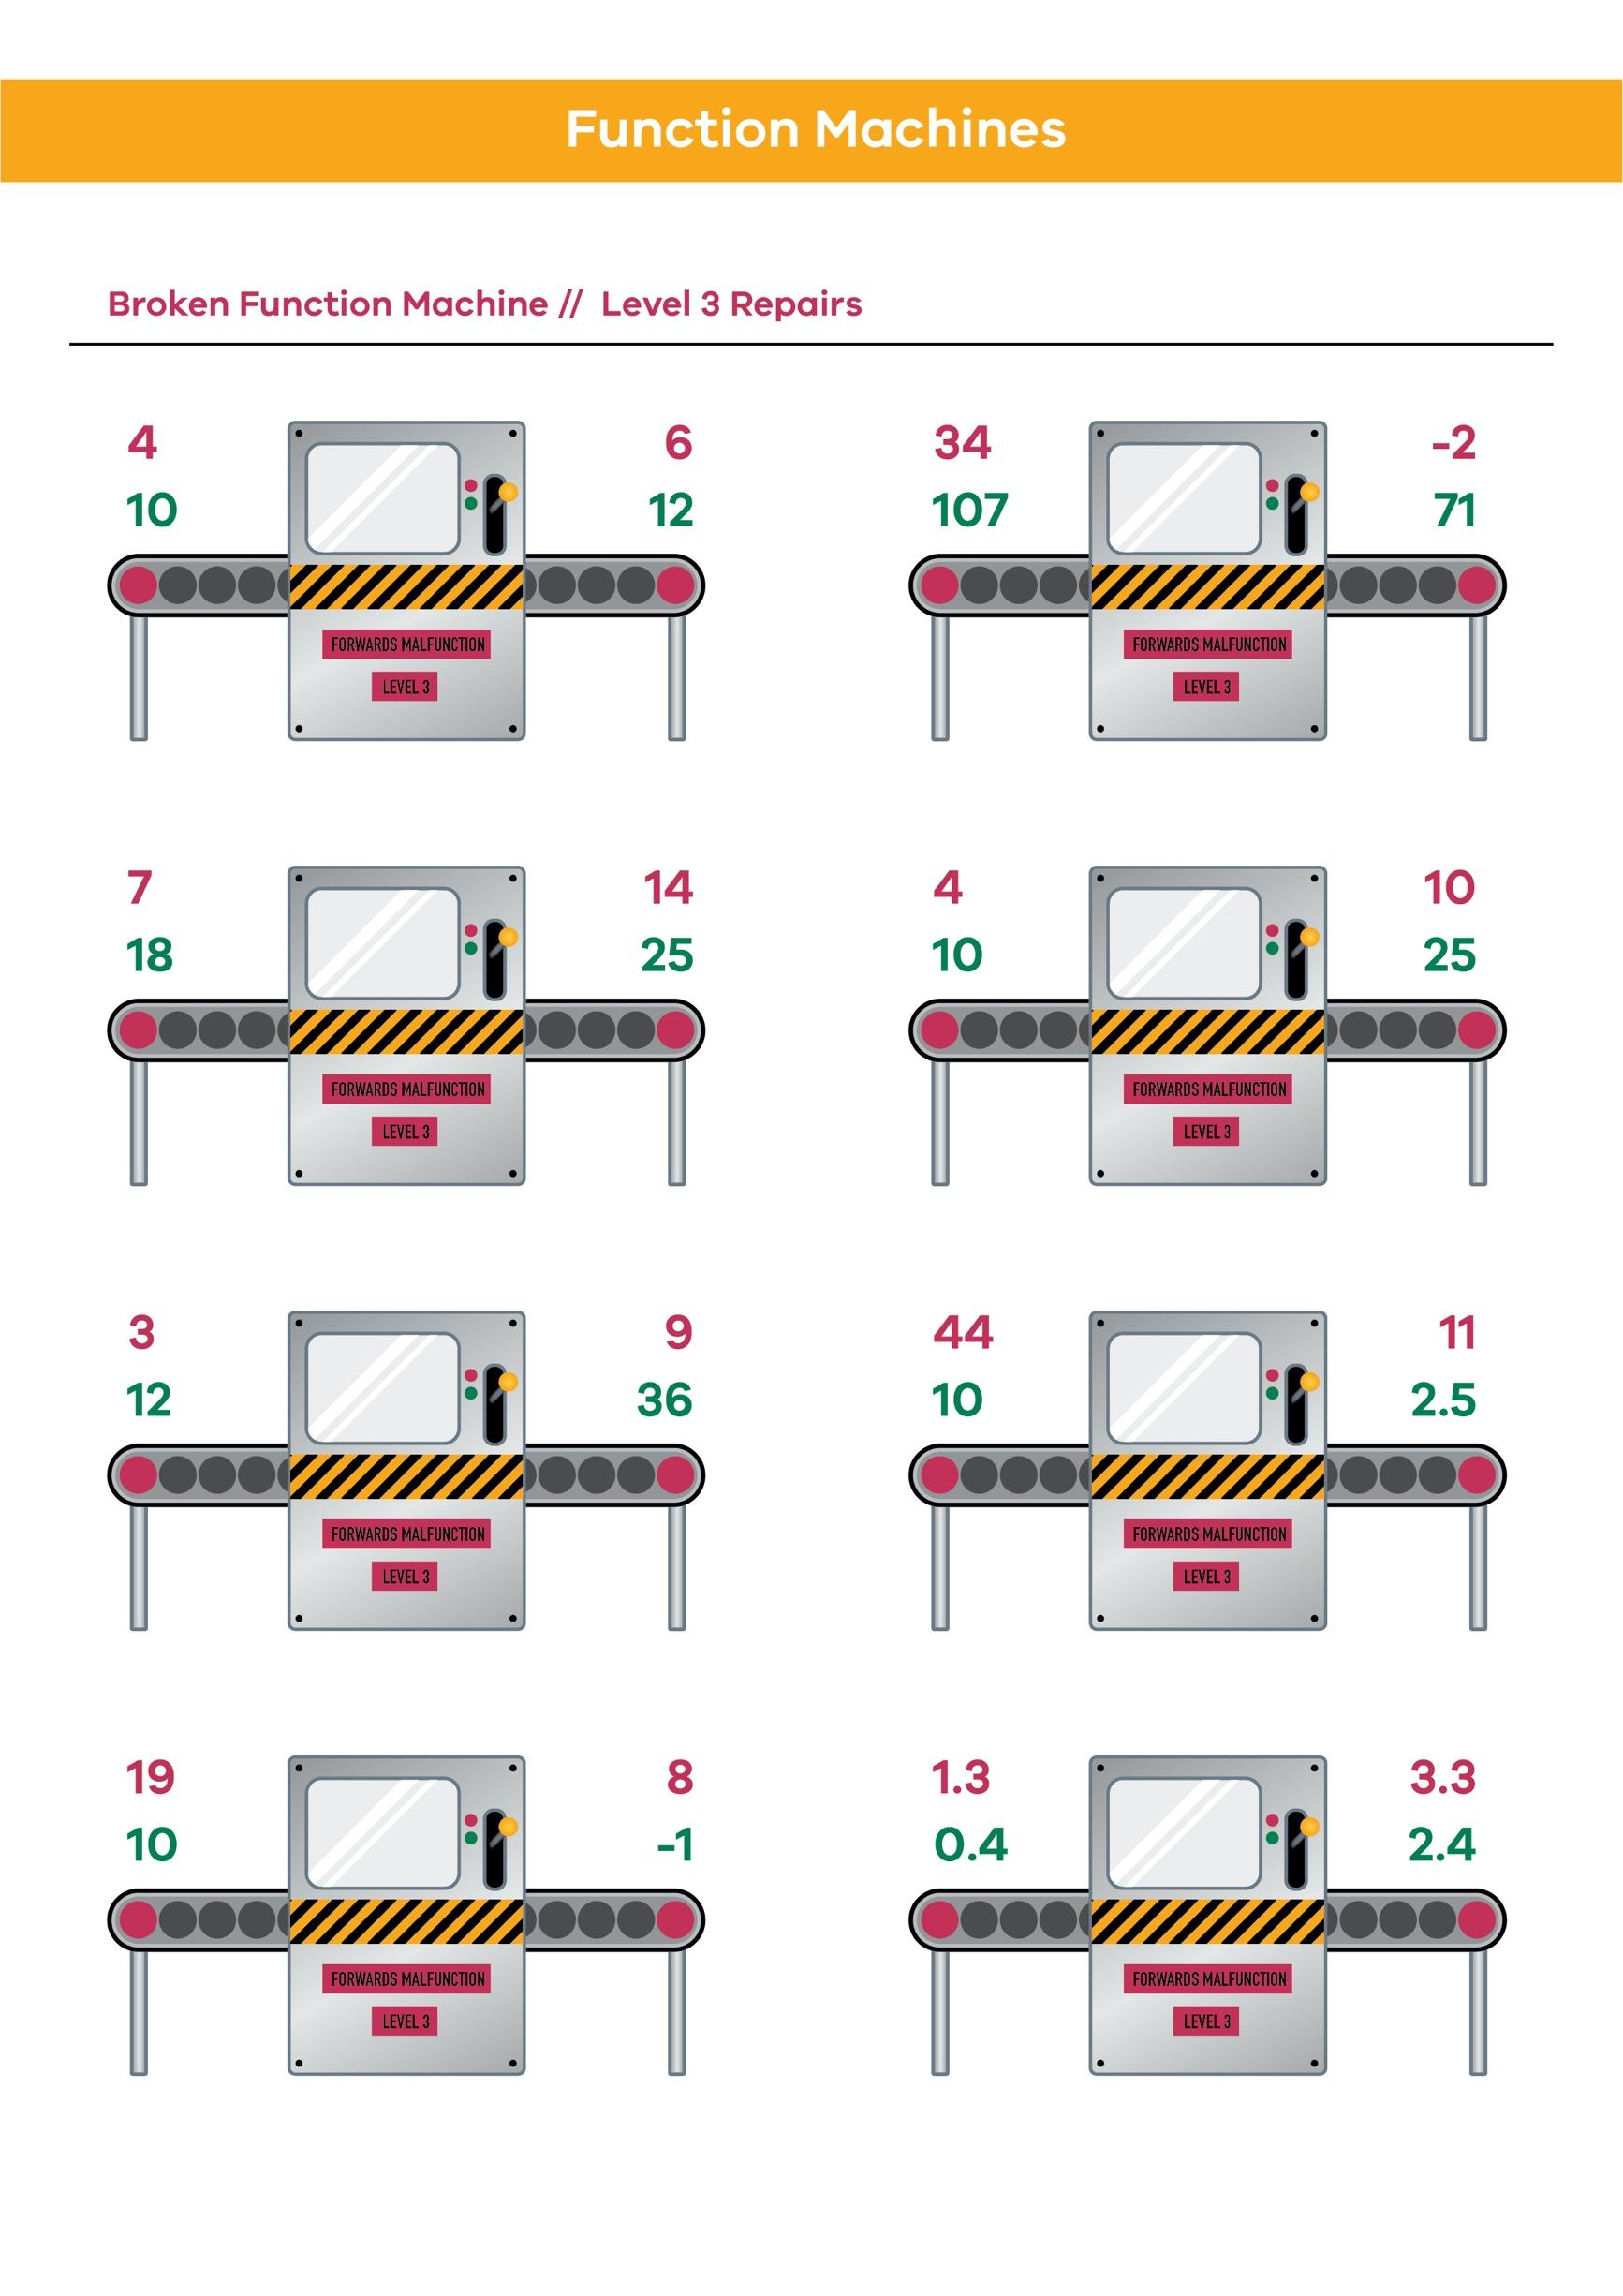 Function Machines
Broken Function Machine // Level 3 Repairs
4 6
10 12
FORWARDS MALFUNCTION
LEVEL 3
34 -2
107 71
FORWARDS MALFUNCTION
LEVEL 3
7 14
18 25
FORWARDS MALFUNCTION
LEVEL 3
4 10
10 25
FORWARDS MALFUNCTION
LEVEL 3
3 9
12 36
FORWARDS MALFUNCTION
LEVEL 3
44 11
10 2.5
FORWARDS MALFUNCTION
LEVEL 3
19 8
10 -1
FORWARDS MALFUNCTION
LEVEL 3
1.3 3.3
0.4 2.4
FORWARDS MALFUNCTION
LEVEL 3